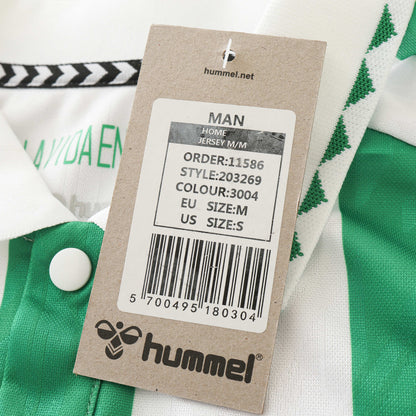 hummel.net
MAN
HOME
JERSEY M/M
ORDER:11586
STYLE:203269
COLOUR:3004
EU SIZE:M
US SIZE:S
5 700495 180304
hummel
LA VIDA EN